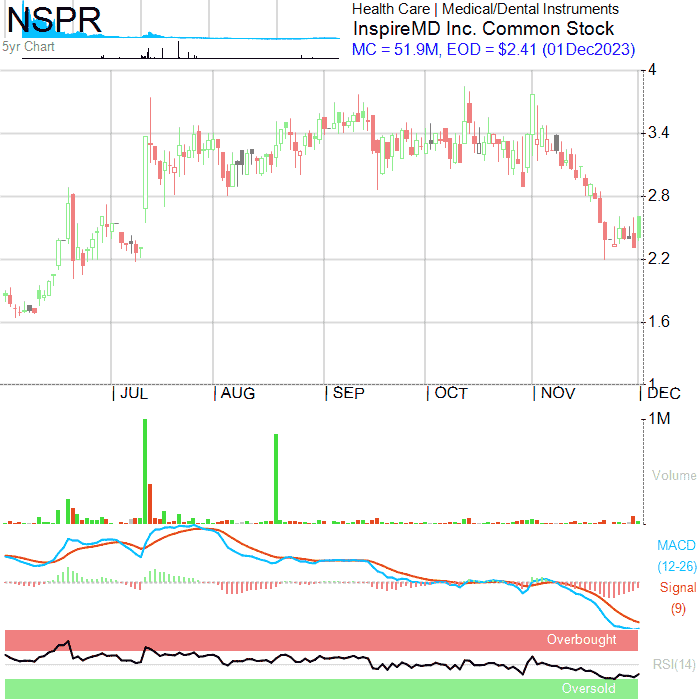 NSPR
5yr Chart
Health Care | Medical/Dental Instruments
InspireMD Inc. Common Stock
MC = 51.9M, EOD = $2.41 (01Dec2023)
4
3.4
2.8
2.2
1.6
1
JUL AUG SEP OCT NOV DEC
1M
Volume
MACD
(12-26)
Signal
(9)
Overbought
RSI(14)
Oversold